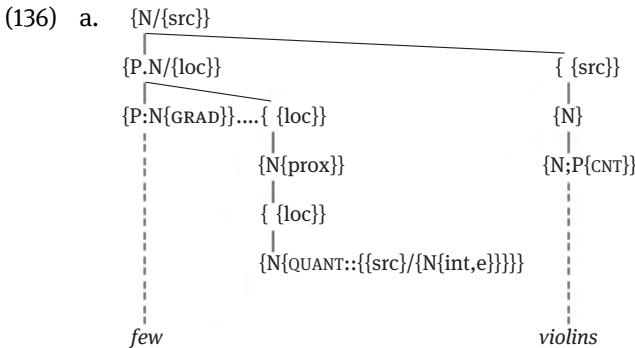 (136) a. {N/{src}}
{P.N/{loc}} { {src}}
{P:N{GRAD}}....{ {loc}} {N}
{N{prox}} {N;P{CNT}}
{ {loc}}
{N{QUANT::{{src}/{N{int,e}}}}}
few violins